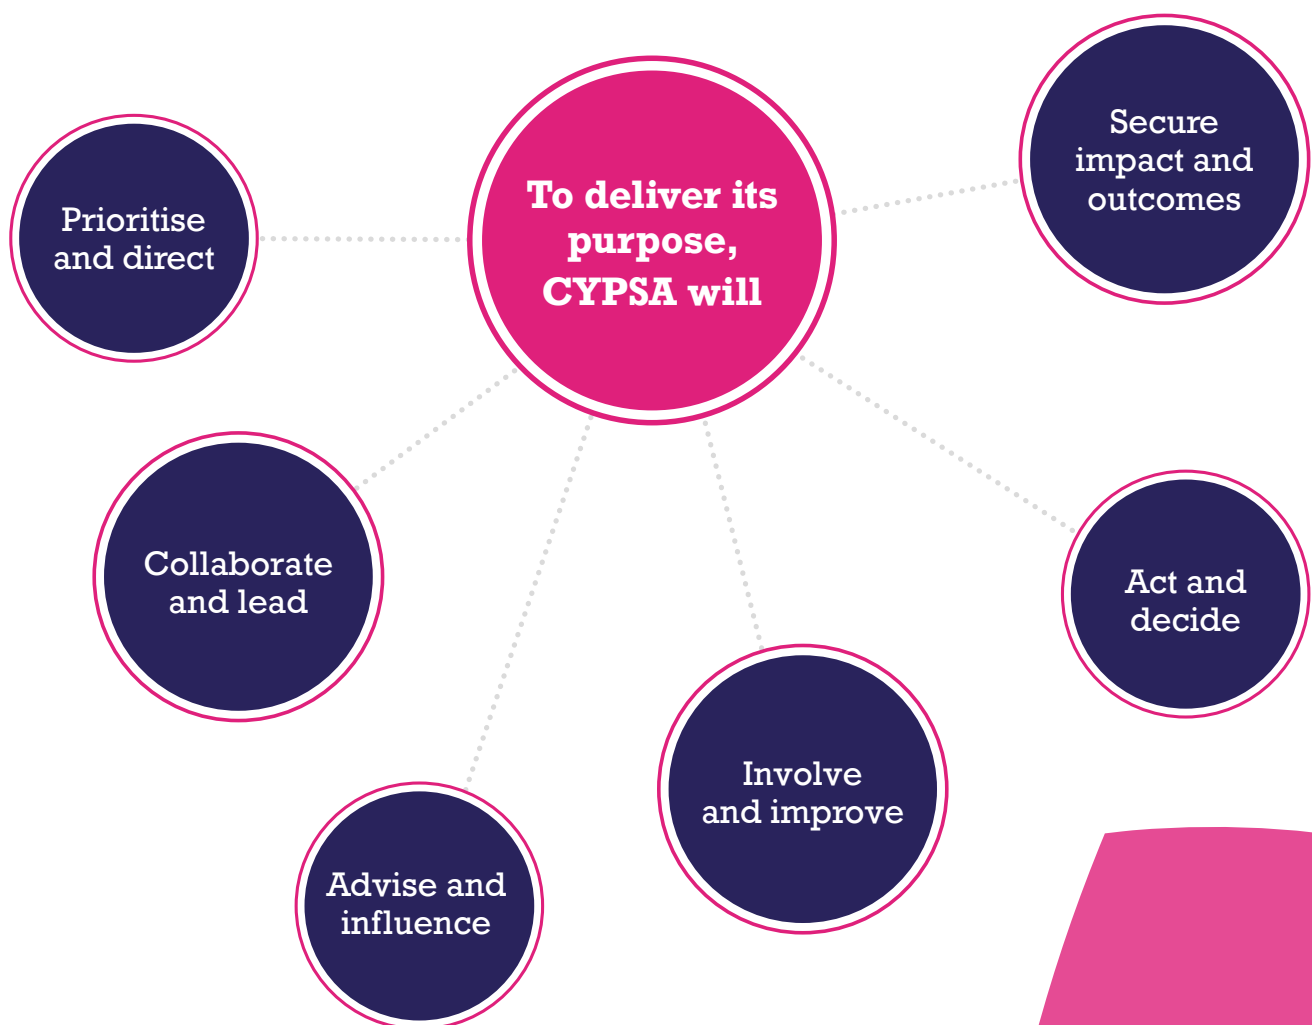 To deliver its
purpose,
CYPSA will
Prioritise
and direct
Collaborate
and lead
Advise and
influence
Involve
and improve
Act and
decide
Secure
impact and
outcomes